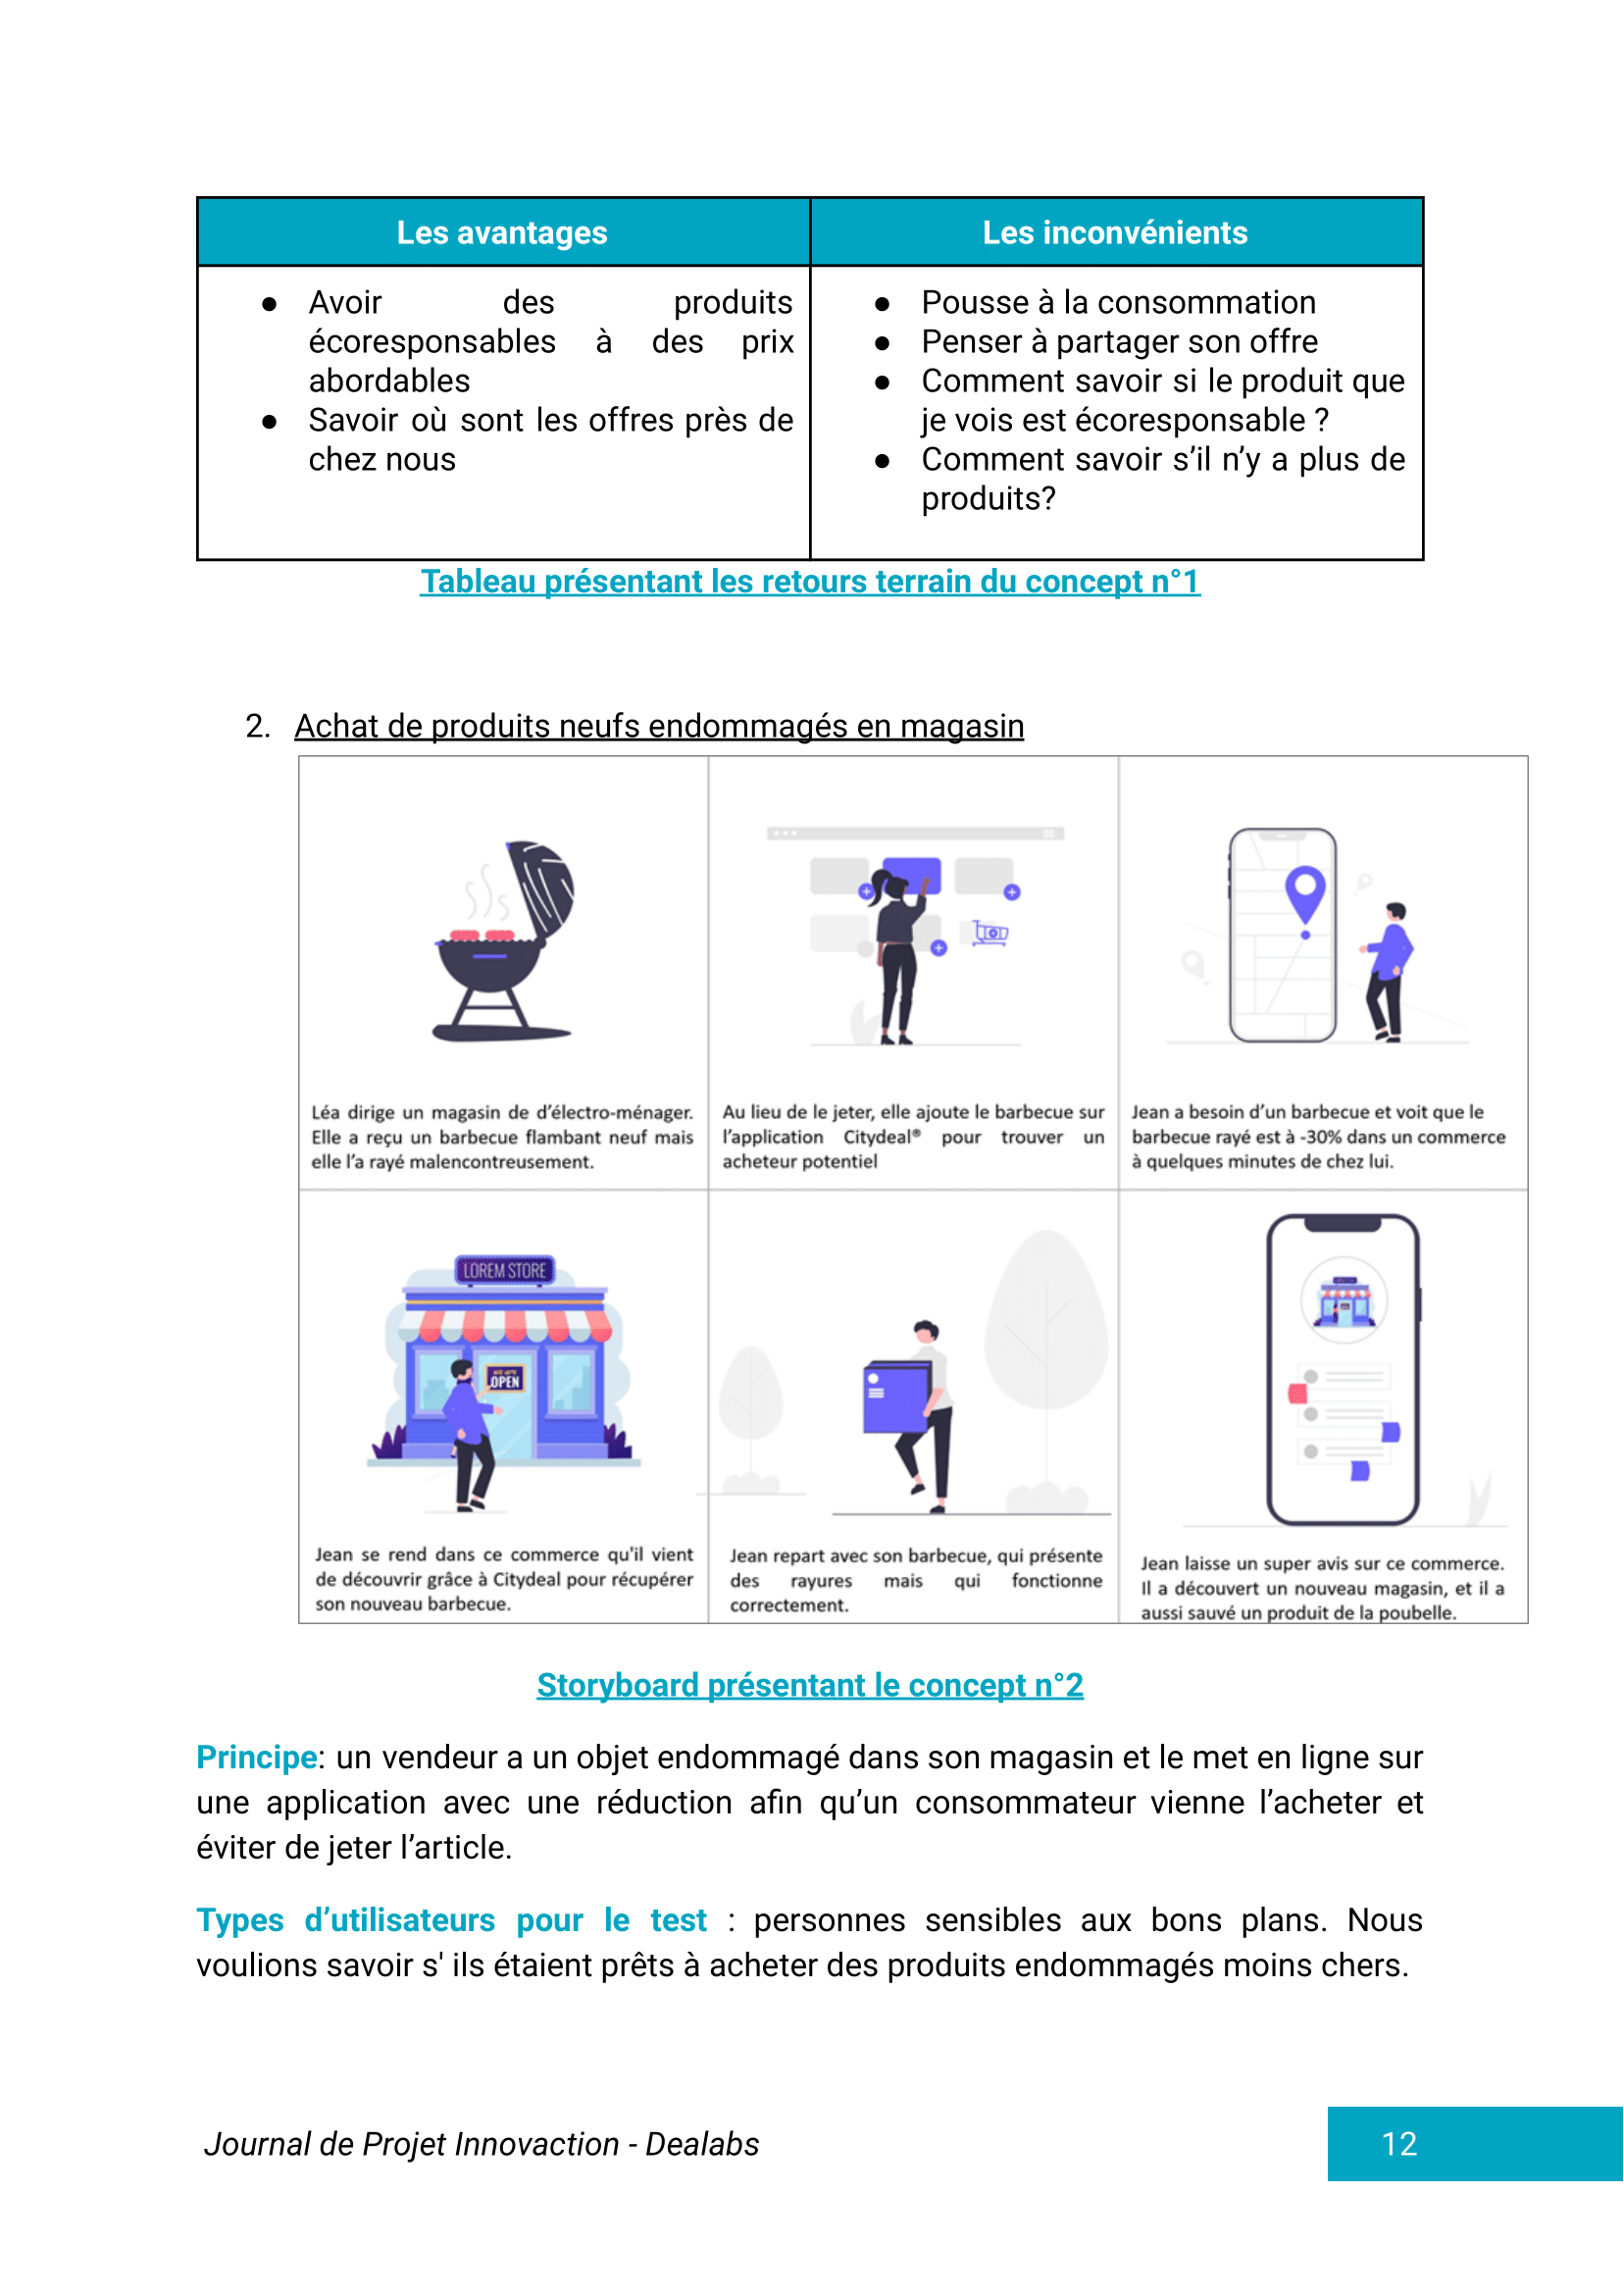 Les avantages
Les inconvénients
● Avoir des produits
écoresponsables à des prix
abordables
● Savoir où sont les offres près de
chez nous
● Pousse à la consommation
● Penser à partager son offre
● Comment savoir si le produit que
je vois est écoresponsable ?
● Comment savoir s’il n’y a plus de
produits?
Tableau présentant les retours terrain du concept n°1
2. Achat de produits neufs endommagés en magasin
Léa dirige un magasin de d’électro-ménager.
Elle a reçu un barbecue flambant neuf mais
elle l’a rayé malencontreusement.
Au lieu de le jeter, elle ajoute le barbecue sur
l’application Citydeal® pour trouver un
acheteur potentiel
Jean a besoin d’un barbecue et voit que le
barbecue rayé est à -30% dans un commerce
à quelques minutes de chez lui.
LOREM STORE
WE ARE
OPEN
Jean se rend dans ce commerce qu'il vient
de découvrir grâce à Citydeal pour récupérer
son nouveau barbecue.
Jean repart avec son barbecue, qui présente
des rayures mais qui fonctionne
correctement.
Jean laisse un super avis sur ce commerce.
Il a découvert un nouveau magasin, et il a
aussi sauvé un produit de la poubelle.
Storyboard présentant le concept n°2
Principe: un vendeur a un objet endommagé dans son magasin et le met en ligne sur
une application avec une réduction afin qu’un consommateur vienne l’acheter et
éviter de jeter l’article.
Types d’utilisateurs pour le test : personnes sensibles aux bons plans. Nous
voulions savoir s' ils étaient prêts à acheter des produits endommagés moins chers.
Journal de Projet Innovaction - Dealabs
12